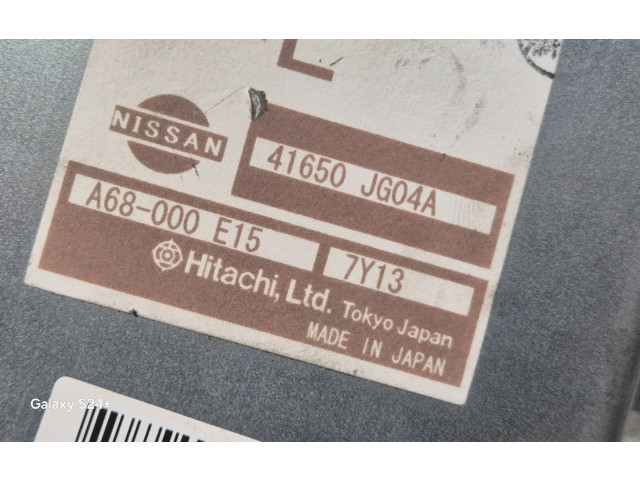 L
NISSAN
41650 JG04A
A68-000 E15
7Y13
Hitachi, Ltd. Tokyo Japan
MADE IN JAPAN
Galaxy S24+